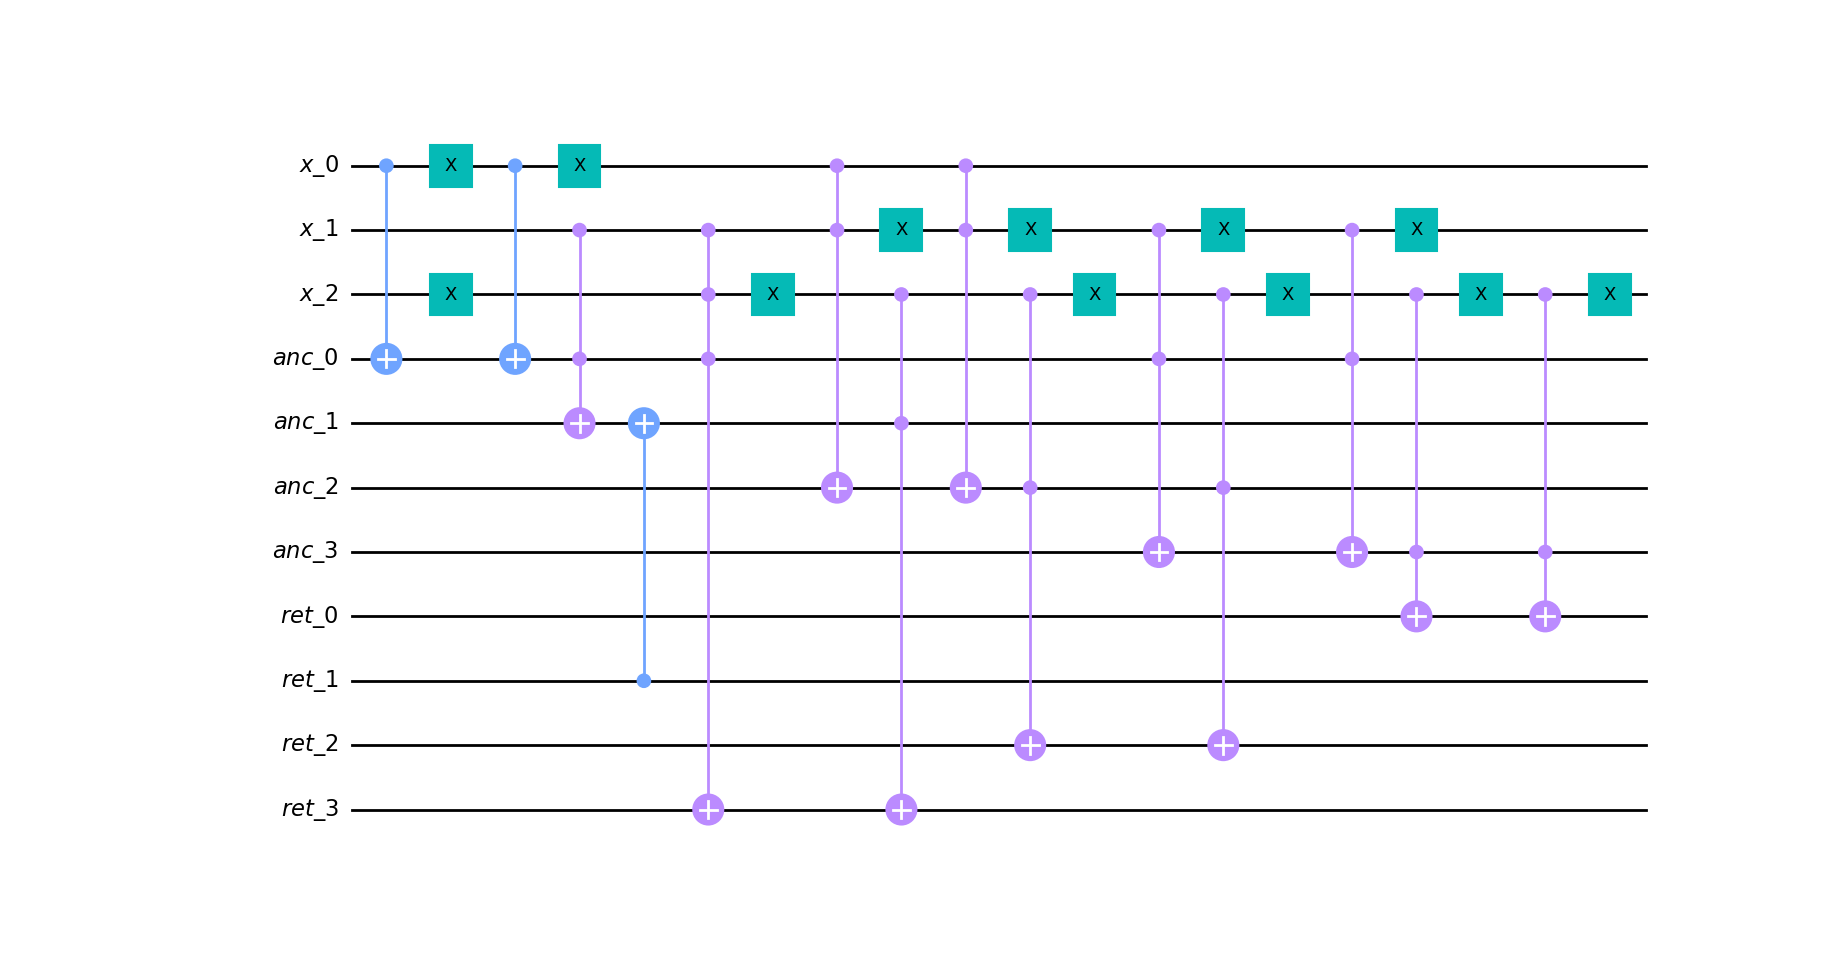 x_0 X X
x_1 X X X X
x_2 X X X X X X
anc_0
anc_1
anc_2
anc_3
ret_0
ret_1
ret_2
ret_3